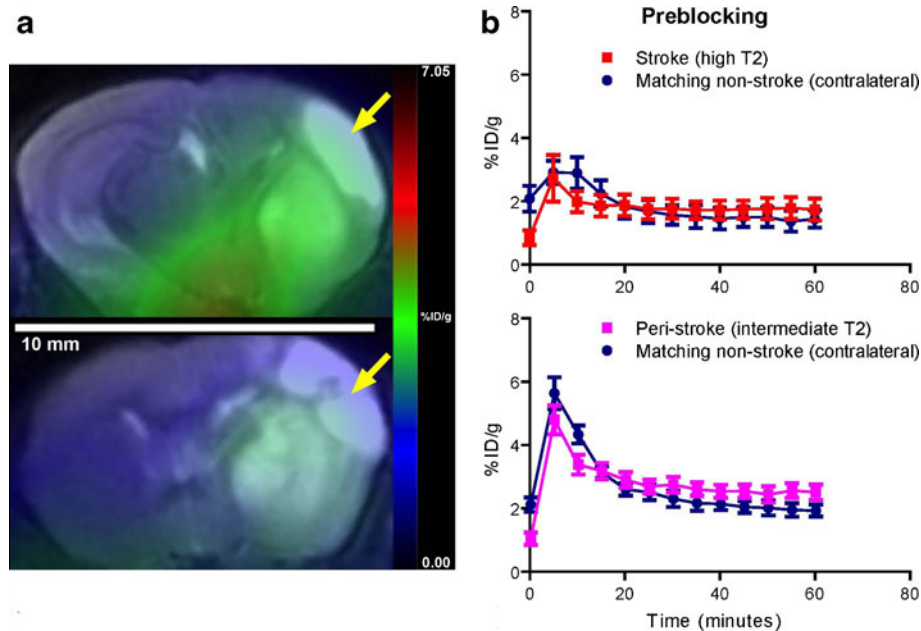 a
7.05
%ID/g
10 mm
0.00
b
Preblocking
Stroke (high T2)
Matching non-stroke (contralateral)
%ID/g
8
6
4
2
0
0
20
40
60
80
Peri-stroke (intermediate T2)
Matching non-stroke (contralateral)
%ID/g
8
6
4
2
0
0
20
40
60
80
Time (minutes)